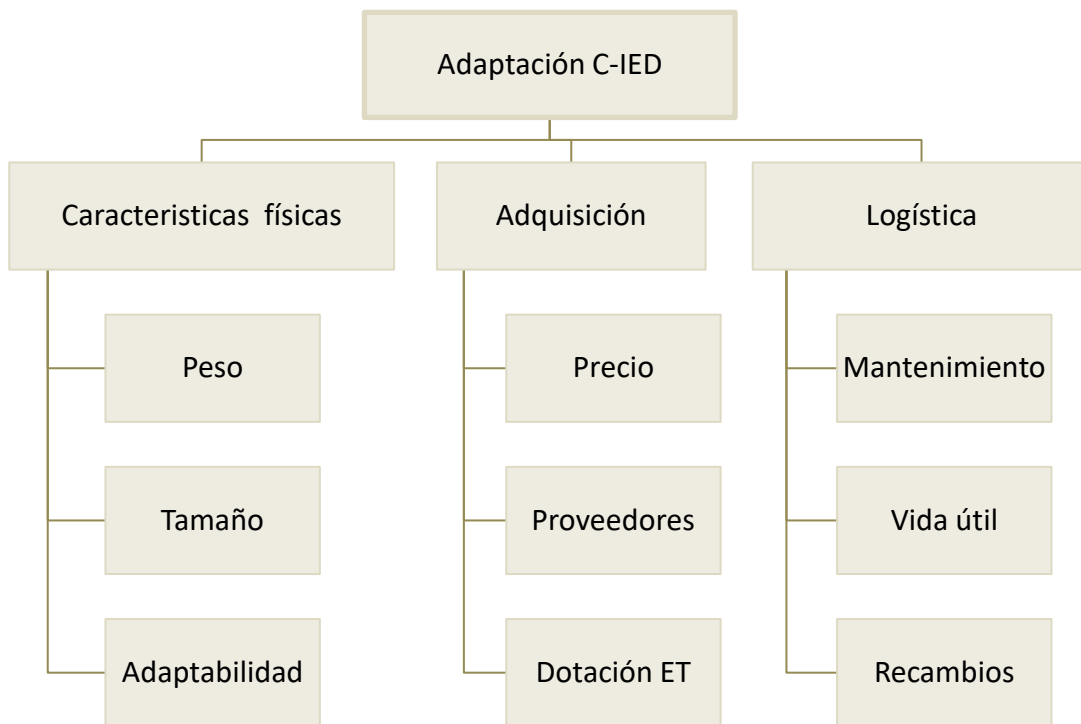 Adaptación C-IED
Caracteristicas físicas
Adquisición
Logística
Peso
Precio
Mantenimiento
Tamaño
Proveedores
Vida útil
Adaptabilidad
Dotación ET
Recambios